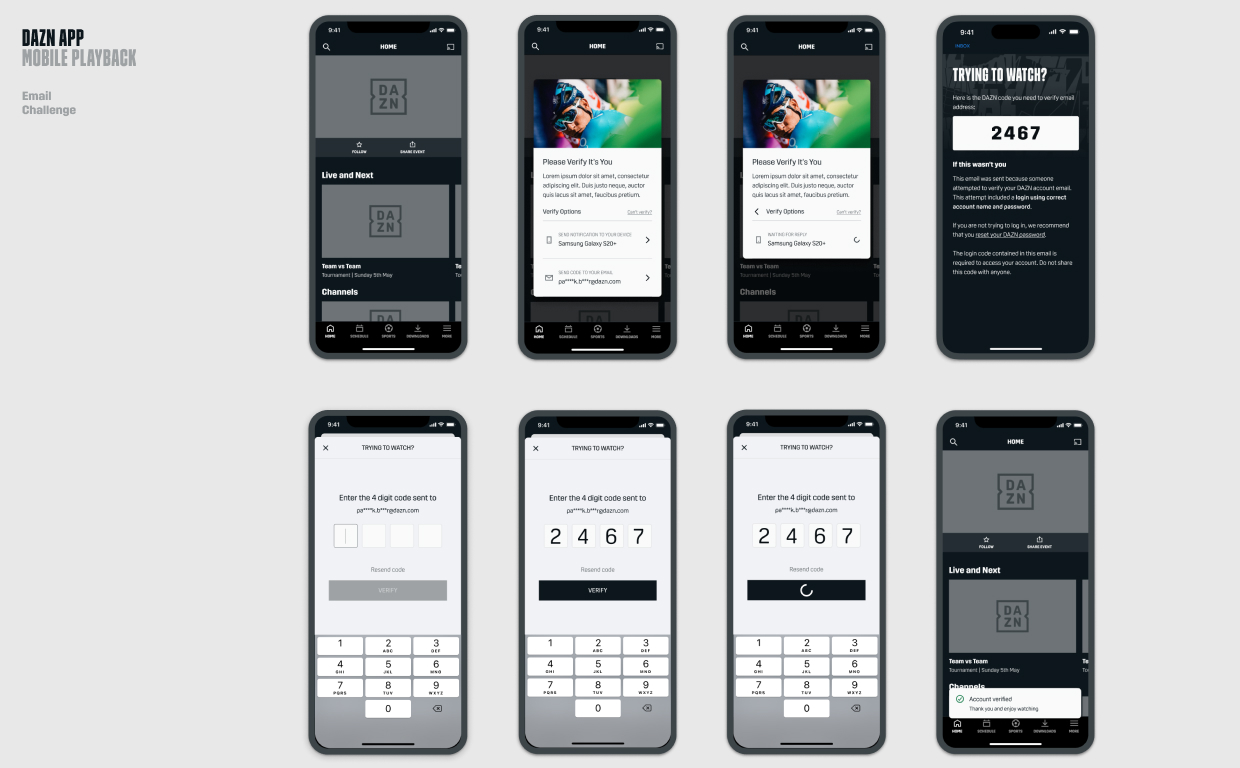 DAZN APP
MOBILE PLAYBACK
Email
Challenge
9:41
HOME
DA
ZN
FOLLOW
SHARE EVENT
Live and Next
DA
ZN
Team vs Team
Te
Tournament | Sunday 5th May
To
Channels
HOME
SCHEDULE
SPORTS
DOWNLOADS
MORE
9:41
HOME
Please Verify It's You
Lorem ipsum dolor sit amet, consectetur
adipiscing elit. Duis justo neque, auctor
quis lacus sit amet, faucibus pretium.
Verify Options
Can't verify?
SEND NOTIFICATION TO YOUR DEVICE
Samsung Galaxy S20+
SEND CODE TO YOUR EMAIL
pa****k.b***rgdazn.com
HOME
SCHEDULE
SPORTS
DOWNLOADS
MORE
9:41
HOME
Please Verify It's You
Lorem ipsum dolor sit amet, consectetur
adipiscing elit. Duis justo neque, auctor
quis lacus sit amet, faucibus pretium.
Verify Options
Can't verify?
WAITING FOR REPLY
Samsung Galaxy S20+
Team vs Team
Te
Tournament | Sunday 5th May
To
Channels
HOME
SCHEDULE
SPORTS
DOWNLOADS
MORE
9:41
INBOX
TRYING TO WATCH?
Here is the DAZN code you need to verify email
address:
2467
If this wasn't you
This email was sent because someone
attempted to verify your DAZN account email.
This attempt included a login using correct
account name and password.
If you are not trying to log in, we recommend
that you reset your DAZN password.
The login code contained in this email is
required to access your account. Do not share
this code with anyone.
9:41
TRYING TO WATCH?
Enter the 4 digit code sent to
pa****k.b***rgdazn.com
Resend code
VERIFY
1
2 ABC
3 DEF
4 GHI
5 JKL
6 MNO
7 PQRS
8 TUV
9 WXYZ
0
9:41
TRYING TO WATCH?
Enter the 4 digit code sent to
pa****k.b***rgdazn.com
2 4 6 7
Resend code
VERIFY
1
2 ABC
3 DEF
4 GHI
5 JKL
6 MNO
7 PQRS
8 TUV
9 WXYZ
0
9:41
TRYING TO WATCH?
Enter the 4 digit code sent to
pa****k.b***rgdazn.com
2 4 6 7
Resend code
1
2 ABC
3 DEF
4 GHI
5 JKL
6 MNO
7 PQRS
8 TUV
9 WXYZ
0
9:41
HOME
DA
ZN
FOLLOW
SHARE EVENT
Live and Next
DA
ZN
Team vs Team
Te
Tournament | Sunday 5th May
To
Channels
Account verified
Thank you and enjoy watching
HOME
SCHEDULE
SPORTS
DOWNLOADS
MORE